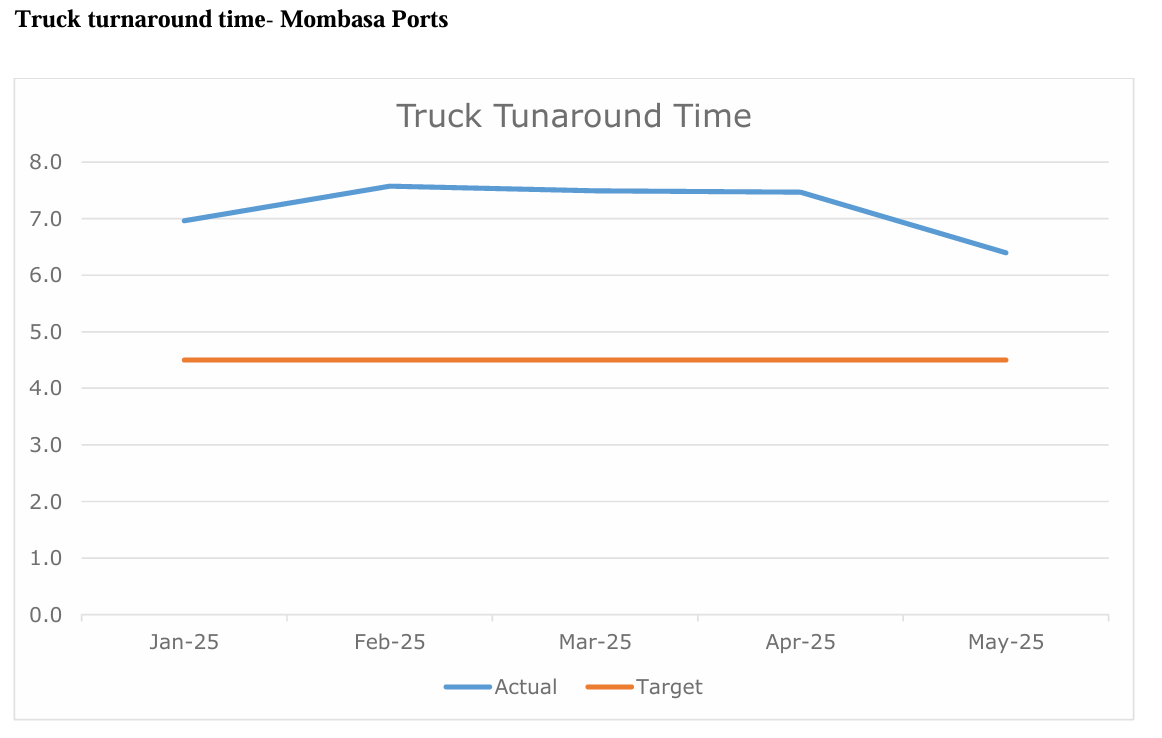 Truck turnaround time- Mombasa Ports
Truck Tunaround Time
8.0
7.0
6.0
5.0
4.0
3.0
2.0
1.0
0.0
Jan-25 Feb-25 Mar-25 Apr-25 May-25
Actual Target